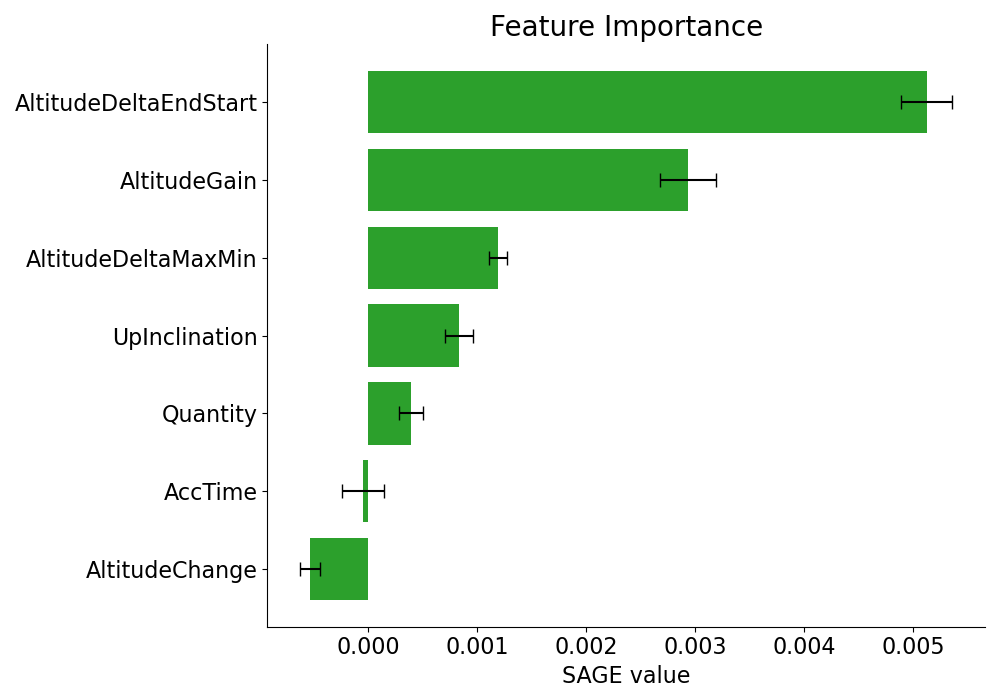 Feature Importance
AltitudeDeltaEndStart
AltitudeGain
AltitudeDeltaMaxMin
UpInclination
Quantity
AccTime
AltitudeChange
0.000 0.001 0.002 0.003 0.004 0.005
SAGE value